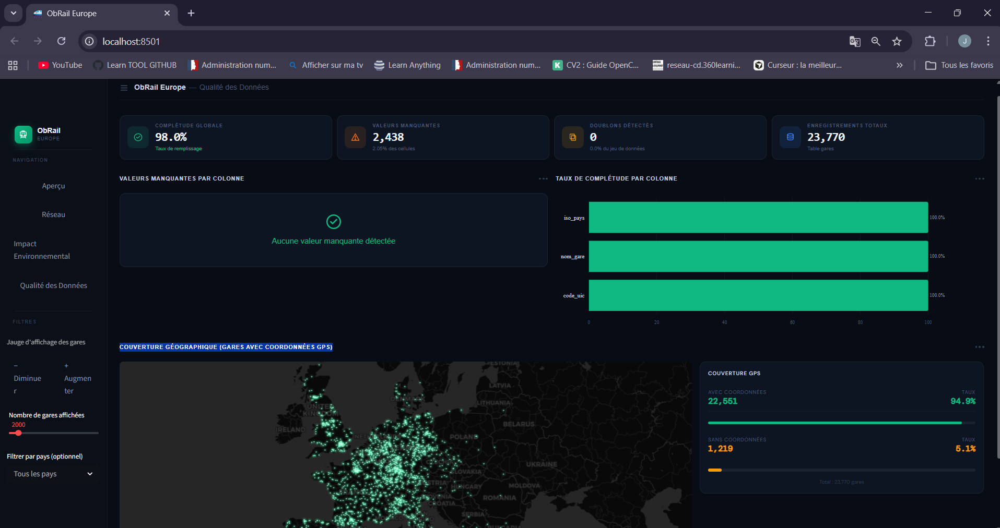 ObRail Europe
localhost:8501
YouTube
Learn TOOL GITHUB
Administration num...
Afficher sur ma tv
Learn Anything
Administration num...
CV2 : Guide OpenC...
reseau-cd.360learni...
Curseur : la meilleur...
Tous les favoris
J
ObRail Europe — Qualité des Données
ObRail
EUROPE
NAVIGATION
Aperçu
Réseau
Impact
Environnemental
Qualité des Données
FILTRES
Jauge d'affichage des gares
−
Diminue
r
+
Augmen
ter
Nombre de gares affichées
2000
Filtrer par pays (optionnel)
Tous les pays
COMPLÉTUDE GLOBALE
98.0%
Taux de remplissage
VALEURS MANQUANTES
2,438
2.05% des cellules
DOUBLONS DÉTECTÉS
0
0.0% du jeu de données
ENREGISTREMENTS TOTAUX
23,770
Table gares
VALEURS MANQUANTES PAR COLONNE
Aucune valeur manquante détectée
TAUX DE COMPLÉTUDE PAR COLONNE
iso_pays
100.0%
nom_gare
100.0%
code_uic
100.0%
0 20 40 60 80 100
COUVERTURE GÉOGRAPHIQUE (GARES AVEC COORDONNÉES GPS)
ESTONIA
LATVIA
LITHUANIA
DENMARK
UNITED
KINGDOM
IRELAND
BELARUS
POLAND
UKRAINE
SLOVAKIA
MOLDOVA
HUNGARY
ROMANIA
CROATIA
SERBIA
COUVERTURE GPS
AVEC COORDONNÉES TAUX
22,551 94.9%
SANS COORDONNÉES TAUX
1,219 5.1%
Total : 23,770 gares